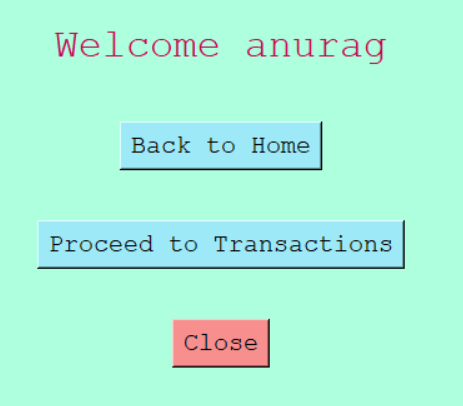 Welcome anurag
Back to Home
Proceed to Transactions
Close